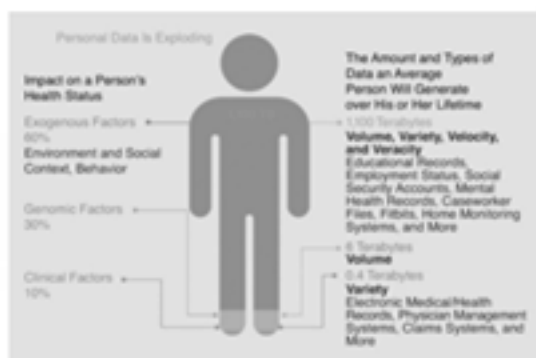 Personal Data Is Exploding
Impact on a Person's
Health Status
Exogenous Factors
60%
Environment and Social
Context, Behavior
Genomic Factors
30%
Clinical Factors
10%
The Amount and Types of
Data an Average
Person Will Generate
over His or Her Lifetime
1,100 Terabytes
Volume, Variety, Velocity,
and Veracity
Educational Records,
Employment Status, Social
Security Accounts, Mental
Health Records, Caseworker
Files, Fitbits, Home Monitoring
Systems, and More
6 Terabytes
Volume
0.4 Terabytes
Variety
Electronic Medical/Health
Records, Physician Management
Systems, Claims Systems, and
More